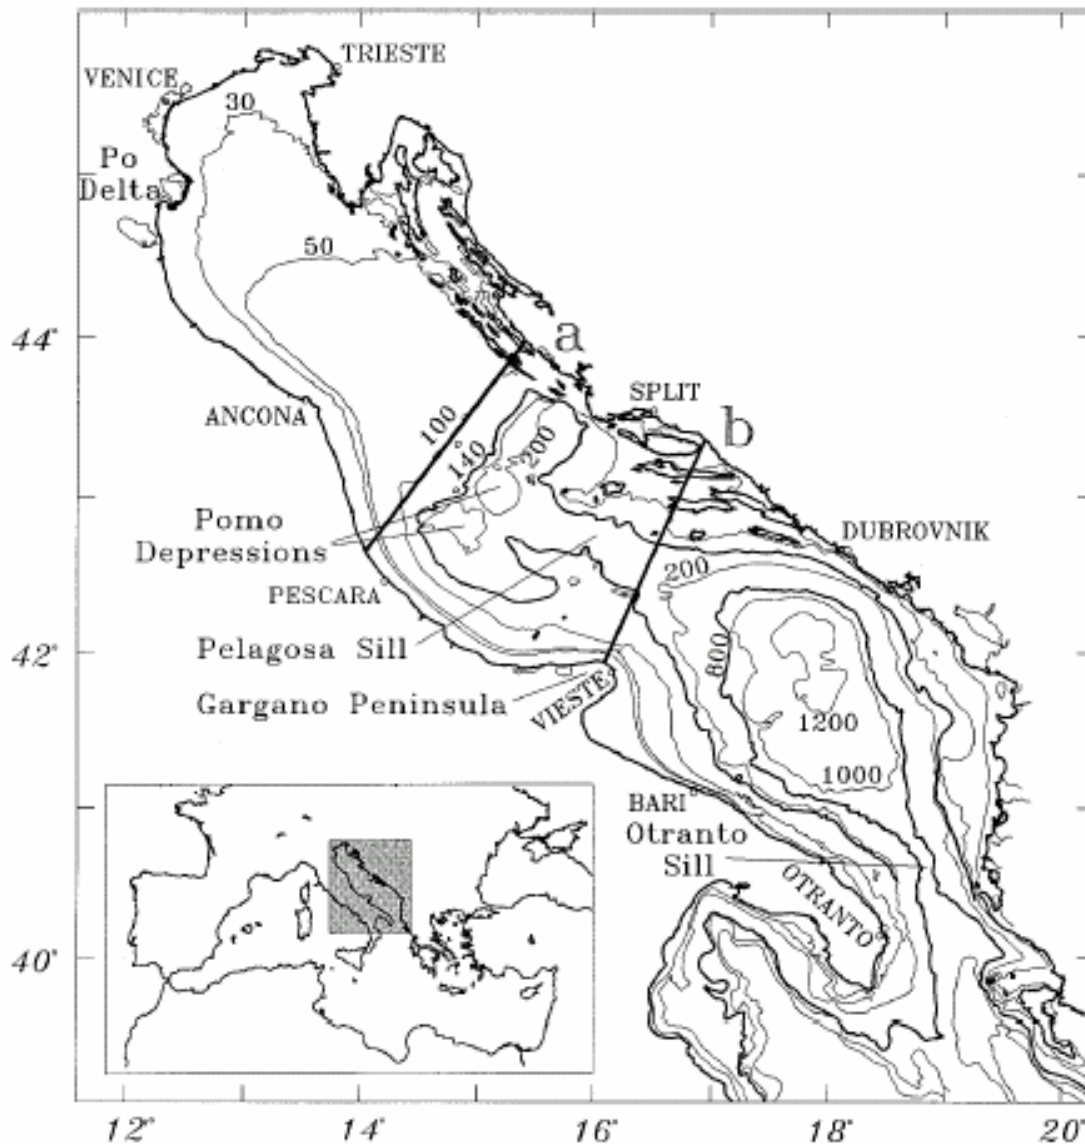 TRIESTE
VENICE
30
Po
Delta
50
44°
a
SPLIT
ANCONA
100
b
140
200
Pomo
Depressions
DUBROVNIK
PESCARA
200
Pelagosa Sill
42°
800
Gargano Peninsula
VIESTE
1200
1000
BARI
Otranto
Sill
OTRANTO
40°
12° 14° 16° 18° 20°